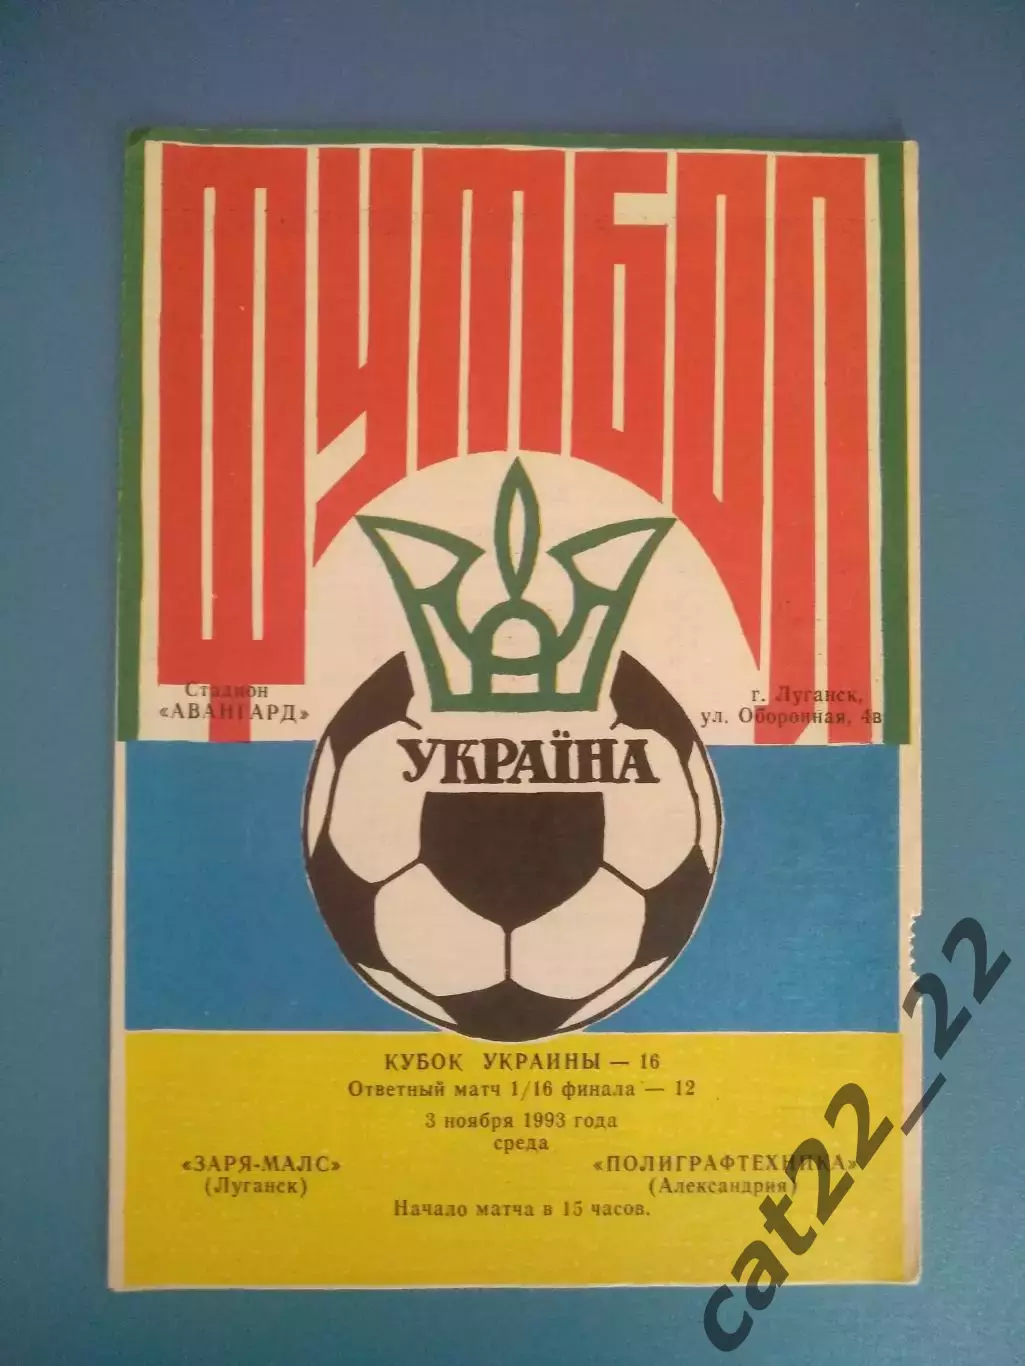 ФУТБОЛ
Стадион
«АВАНГАРД»
г. Луганск,
ул. Оборонная, 4в
УКРАЇНА
КУБОК УКРАИНЫ — 16
Ответный матч 1/16 финала — 12
3 ноября 1993 года
среда
«ЗАРЯ-МАЛС»
(Луганск)
«ПОЛИГРАФТЕХНИКА»
(Александрия)
Начало матча в 15 часов.
cat22_22